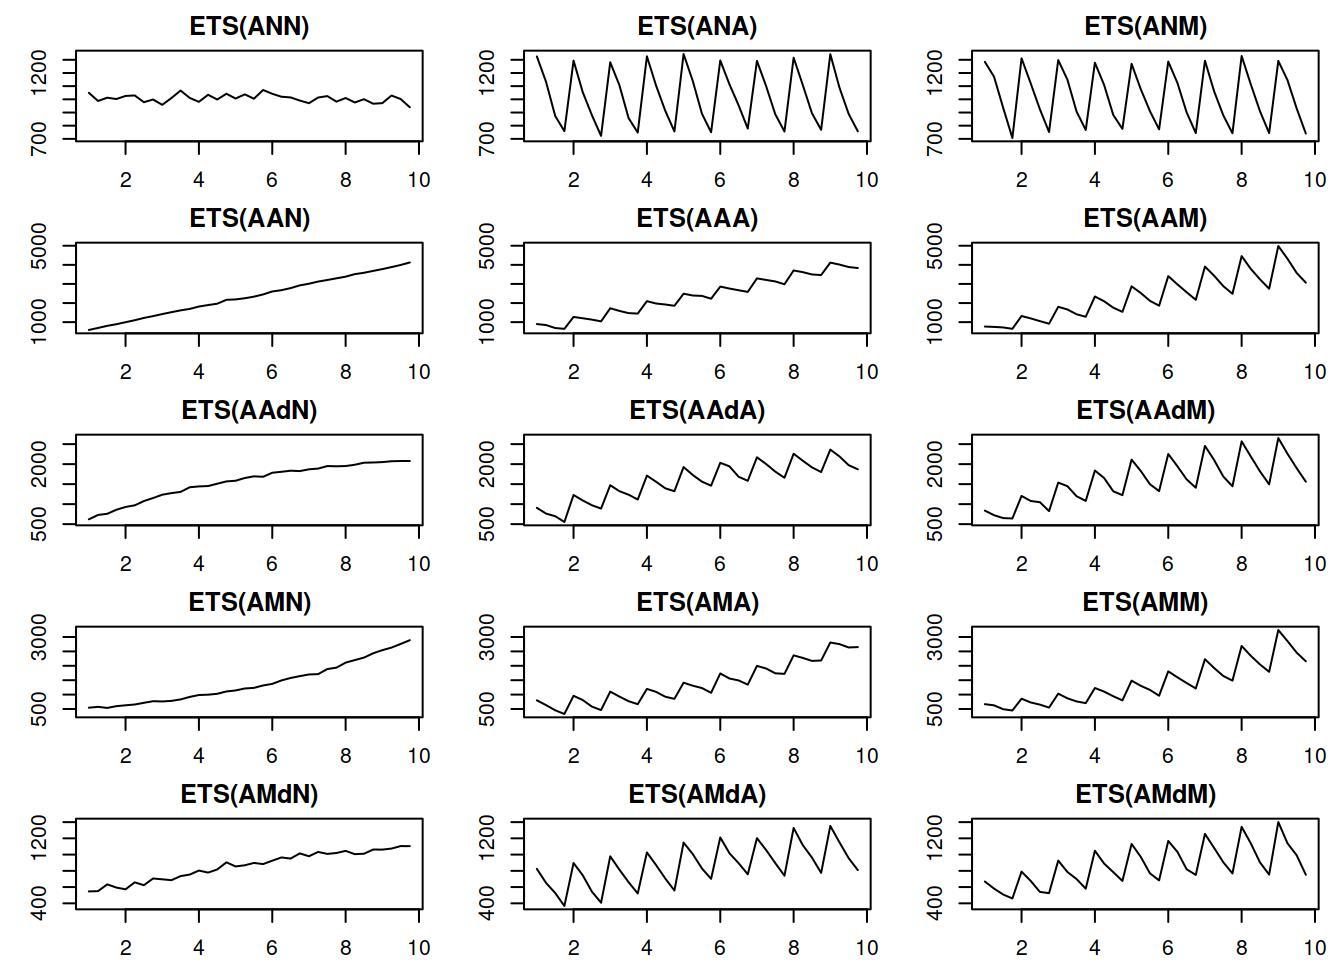 ETS(ANN) ETS(ANA) ETS(ANM)
1200 1200 1200
700 700 700
2 4 6 8 10 2 4 6 8 10 2 4 6 8 10
ETS(AAN) ETS(AAA) ETS(AAM)
5000 5000 5000
1000 1000 1000
2 4 6 8 10 2 4 6 8 10 2 4 6 8 10
ETS(AAdN) ETS(AAdA) ETS(AAdM)
2000 2000 2000
500 500 500
2 4 6 8 10 2 4 6 8 10 2 4 6 8 10
ETS(AMN) ETS(AMA) ETS(AMM)
3000 3000 3000
500 500 500
2 4 6 8 10 2 4 6 8 10 2 4 6 8 10
ETS(AMdN) ETS(AMdA) ETS(AMdM)
1200 1200 1200
400 400 400
2 4 6 8 10 2 4 6 8 10 2 4 6 8 10